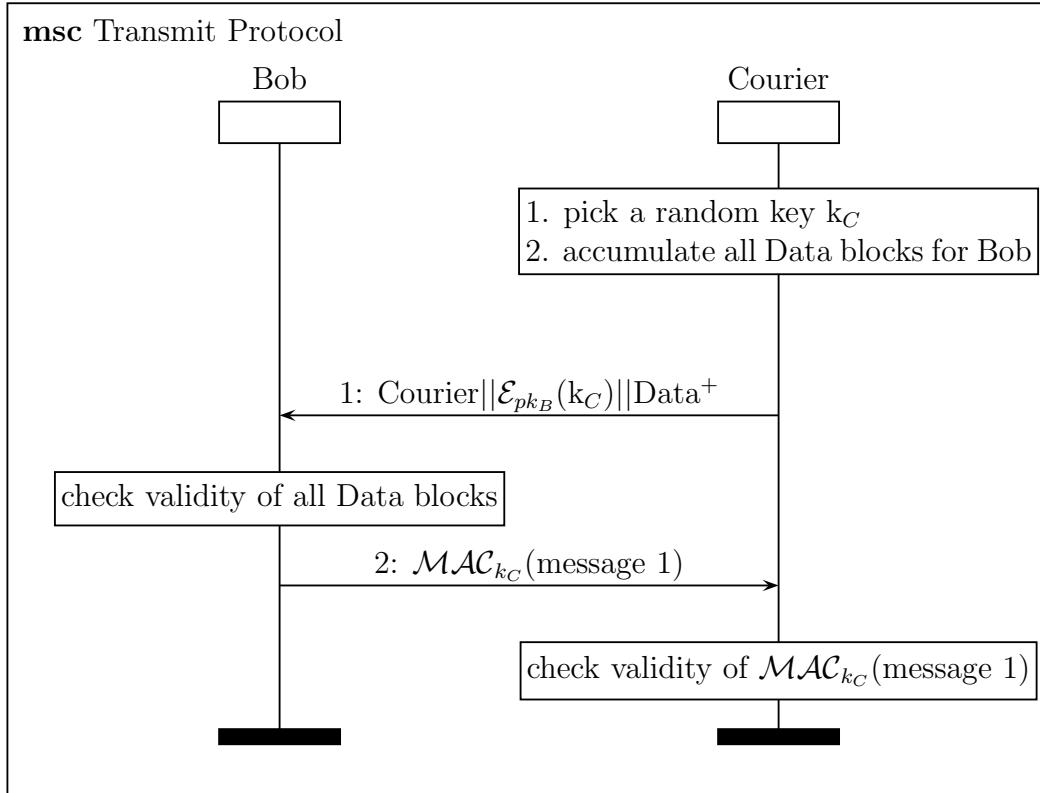 msc Transmit Protocol
Bob
Courier
1. pick a random key k_C
2. accumulate all Data blocks for Bob
1: Courier||ℰ_{pk_B}(k_C)||Data⁺
check validity of all Data blocks
2: ℳ𝒜𝒞_{k_C}(message 1)
check validity of ℳ𝒜𝒞_{k_C}(message 1)